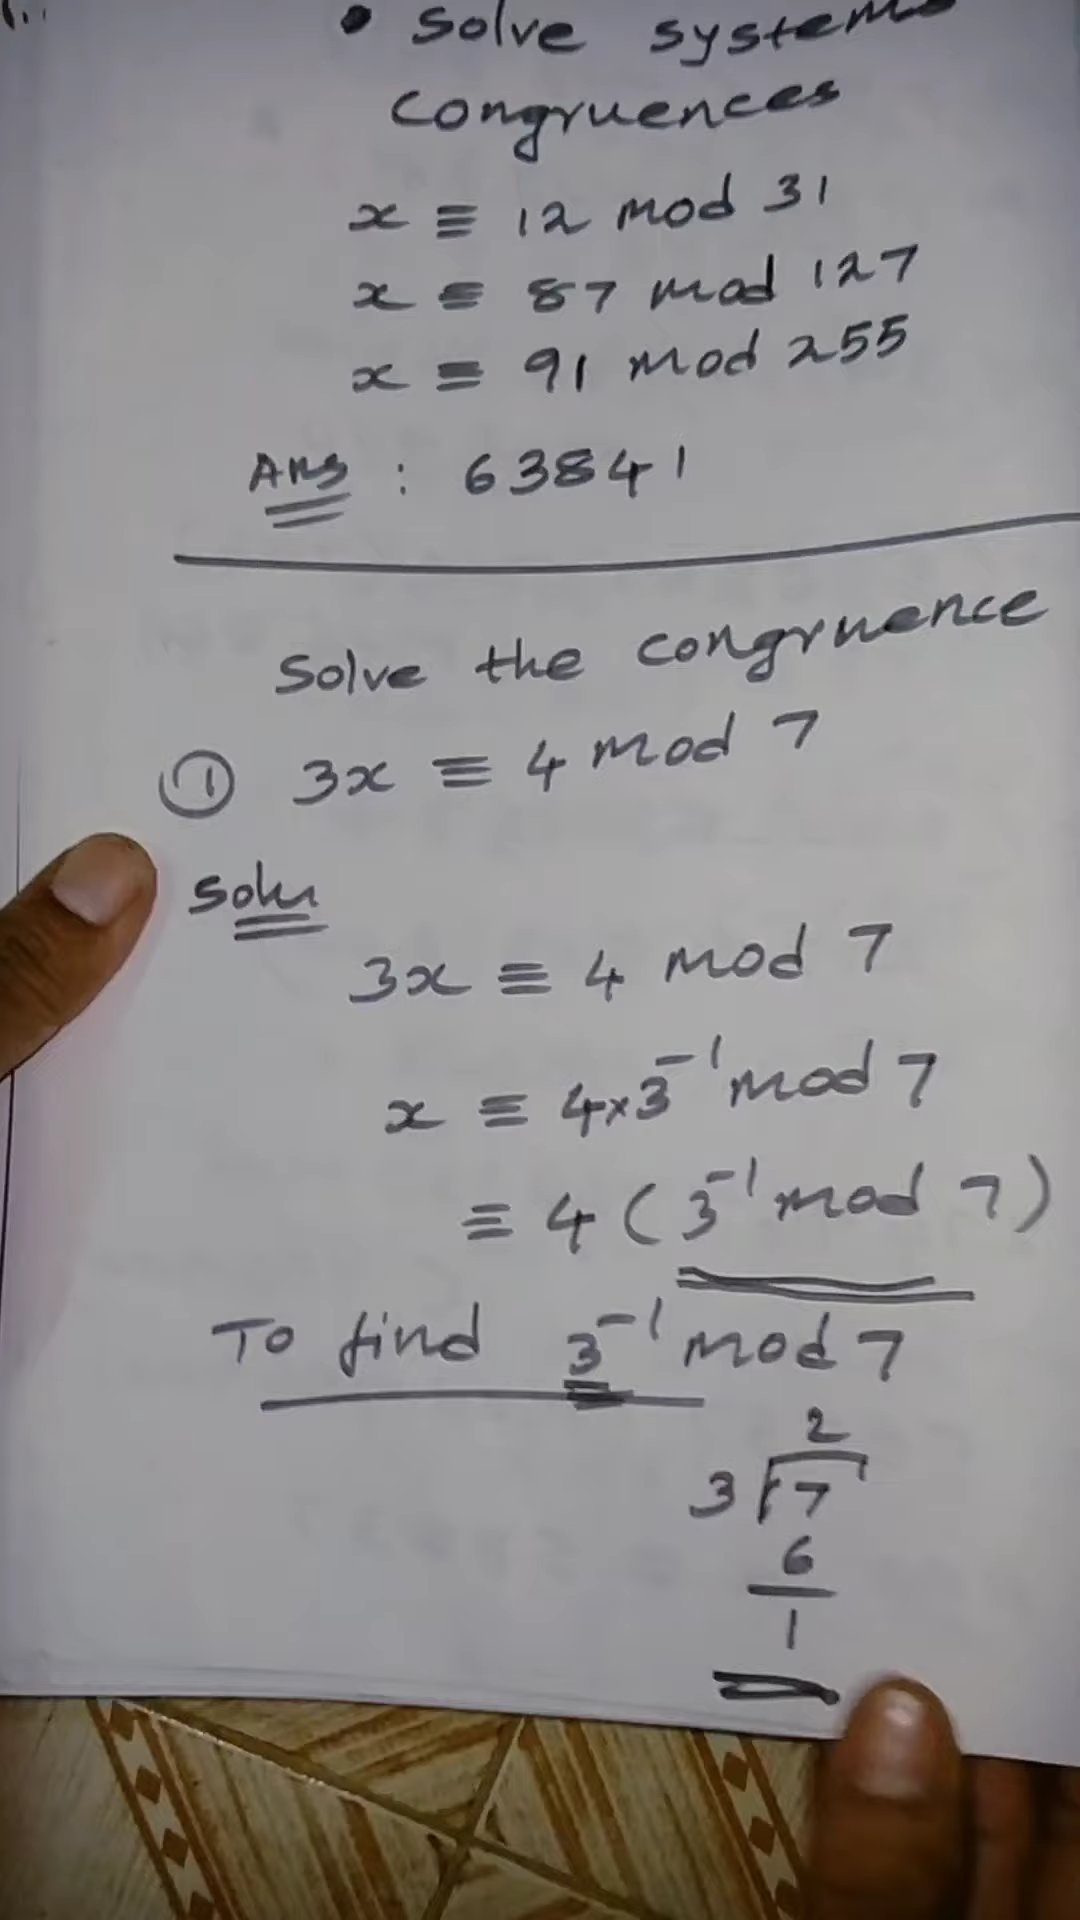 • Solve system
congruences
x ≡ 12 mod 31
x ≡ 87 mod 127
x ≡ 91 mod 255
Ans : 63841
Solve the congruence
① 3x ≡ 4 mod 7
Soln
3x ≡ 4 mod 7
x ≡ 4×3⁻¹ mod 7
≡ 4 ( 3⁻¹ mod 7 )
To find 3⁻¹ mod 7
2
3 7
6
1